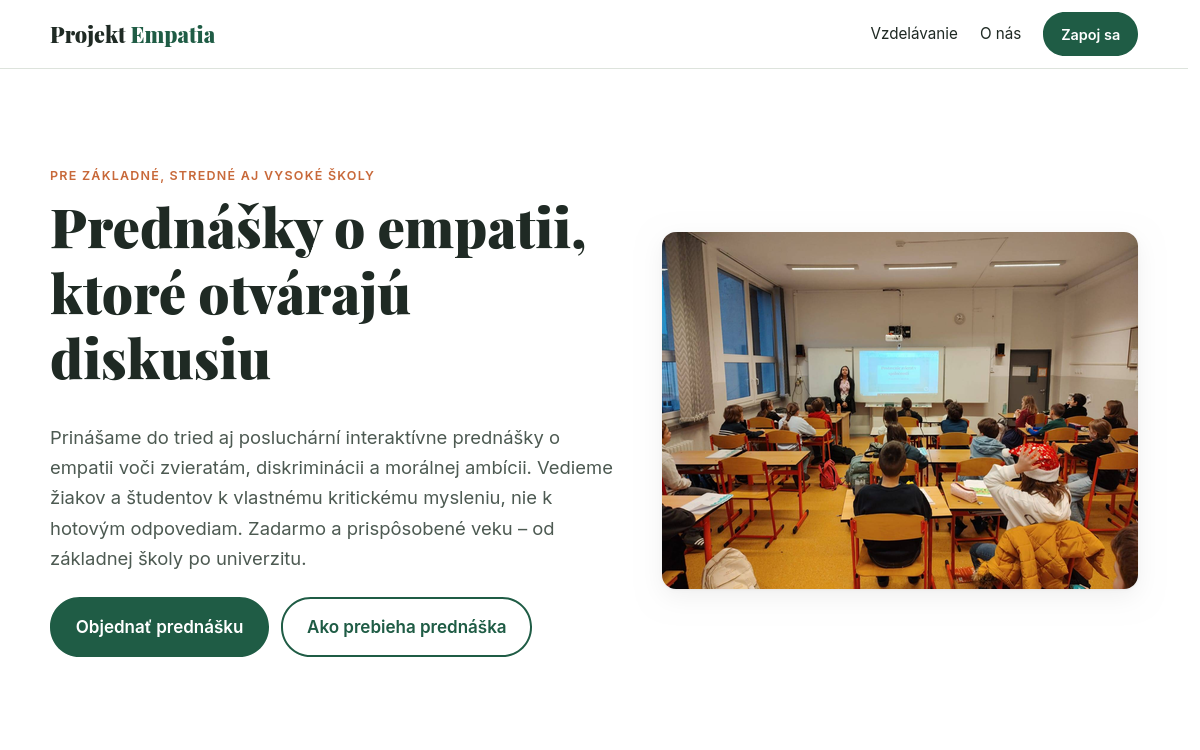 Projekt Empatia
Vzdelávanie
O nás
Zapoj sa
PRE ZÁKLADNÉ, STREDNÉ AJ VYSOKÉ ŠKOLY
Prednášky o empatii,
ktoré otvárajú
diskusiu
Prinášame do tried aj posluchární interaktívne prednášky o
empatii voči zvieratám, diskriminácii a morálnej ambícii. Vedieme
žiakov a študentov k vlastnému kritickému mysleniu, nie k
hotovým odpovediam. Zadarmo a prispôsobené veku – od
základnej školy po univerzitu.
Objednať prednášku
Ako prebieha prednáška